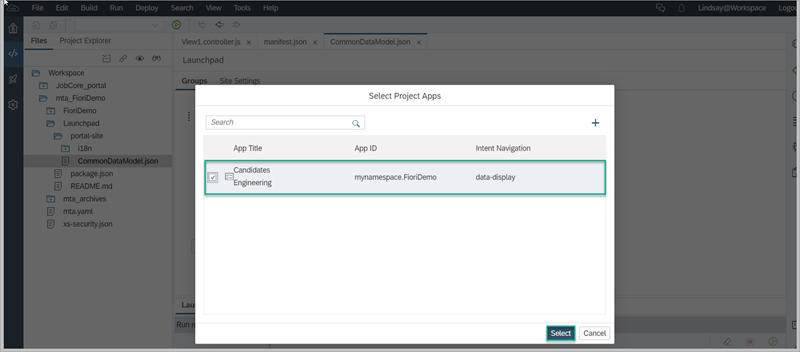 File Edit Build Run Deploy Search View Tools Help Lindsay@Workspace Logou
Files Project Explorer
View1.controller.js × manifest.json × CommonDataModel.json ×
Launchpad
Groups Site Settings
Workspace
JobCore_portal
mta_FioriDemo
FioriDemo
Launchpad
portal-site
i18n
CommonDataModel.json
package.json
README.md
mta_archives
mta.yaml
xs-security.json
Select Project Apps
Search
+
App Title App ID Intent Navigation
Candidates
Engineering
mynamespace.FioriDemo data-display
Select Cancel
Laun
Run n